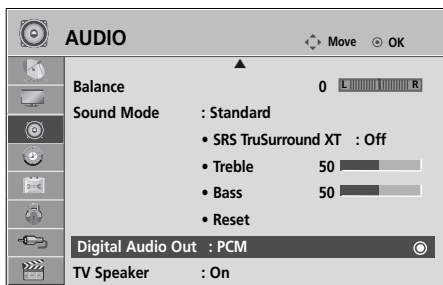 AUDIO Move OK
Balance 0 L R
Sound Mode : Standard
• SRS TruSurround XT : Off
• Treble 50
• Bass 50
• Reset
Digital Audio Out : PCM
TV Speaker : On